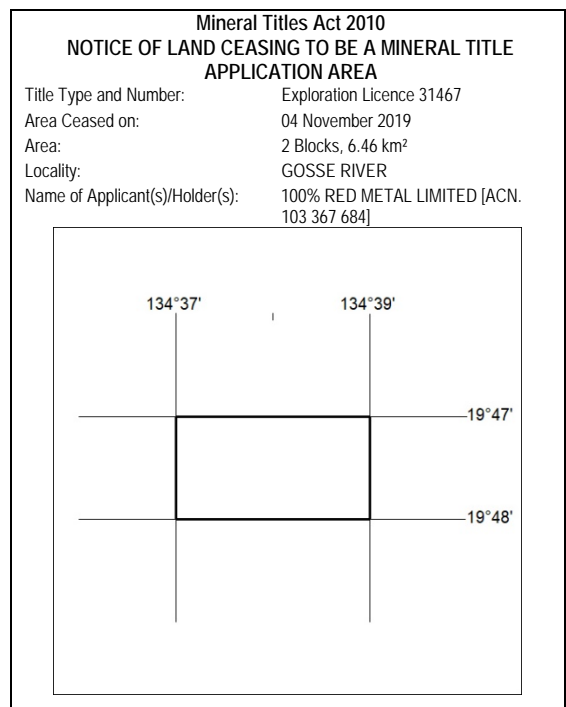 Mineral Titles Act 2010
NOTICE OF LAND CEASING TO BE A MINERAL TITLE
APPLICATION AREA
Title Type and Number: Exploration Licence 31467
Area Ceased on: 04 November 2019
Area: 2 Blocks, 6.46 km²
Locality: GOSSE RIVER
Name of Applicant(s)/Holder(s): 100% RED METAL LIMITED [ACN.
103 367 684]
134°37' 134°39'
19°47'
19°48'